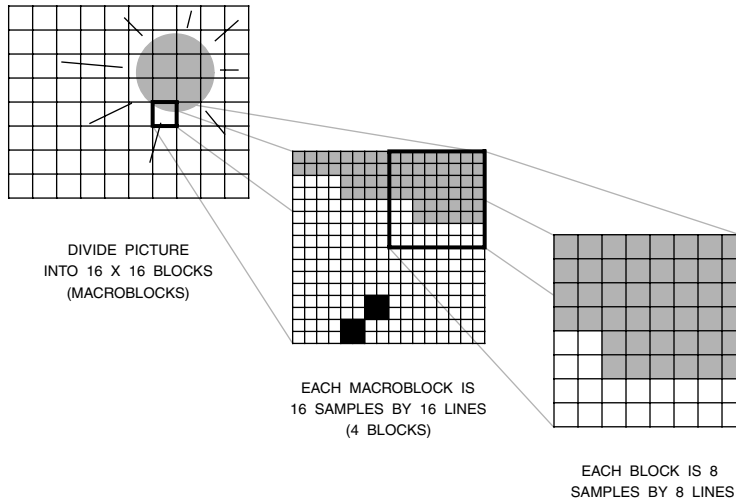 DIVIDE PICTURE
INTO 16 X 16 BLOCKS
(MACROBLOCKS)
EACH MACROBLOCK IS
16 SAMPLES BY 16 LINES
(4 BLOCKS)
EACH BLOCK IS 8
SAMPLES BY 8 LINES